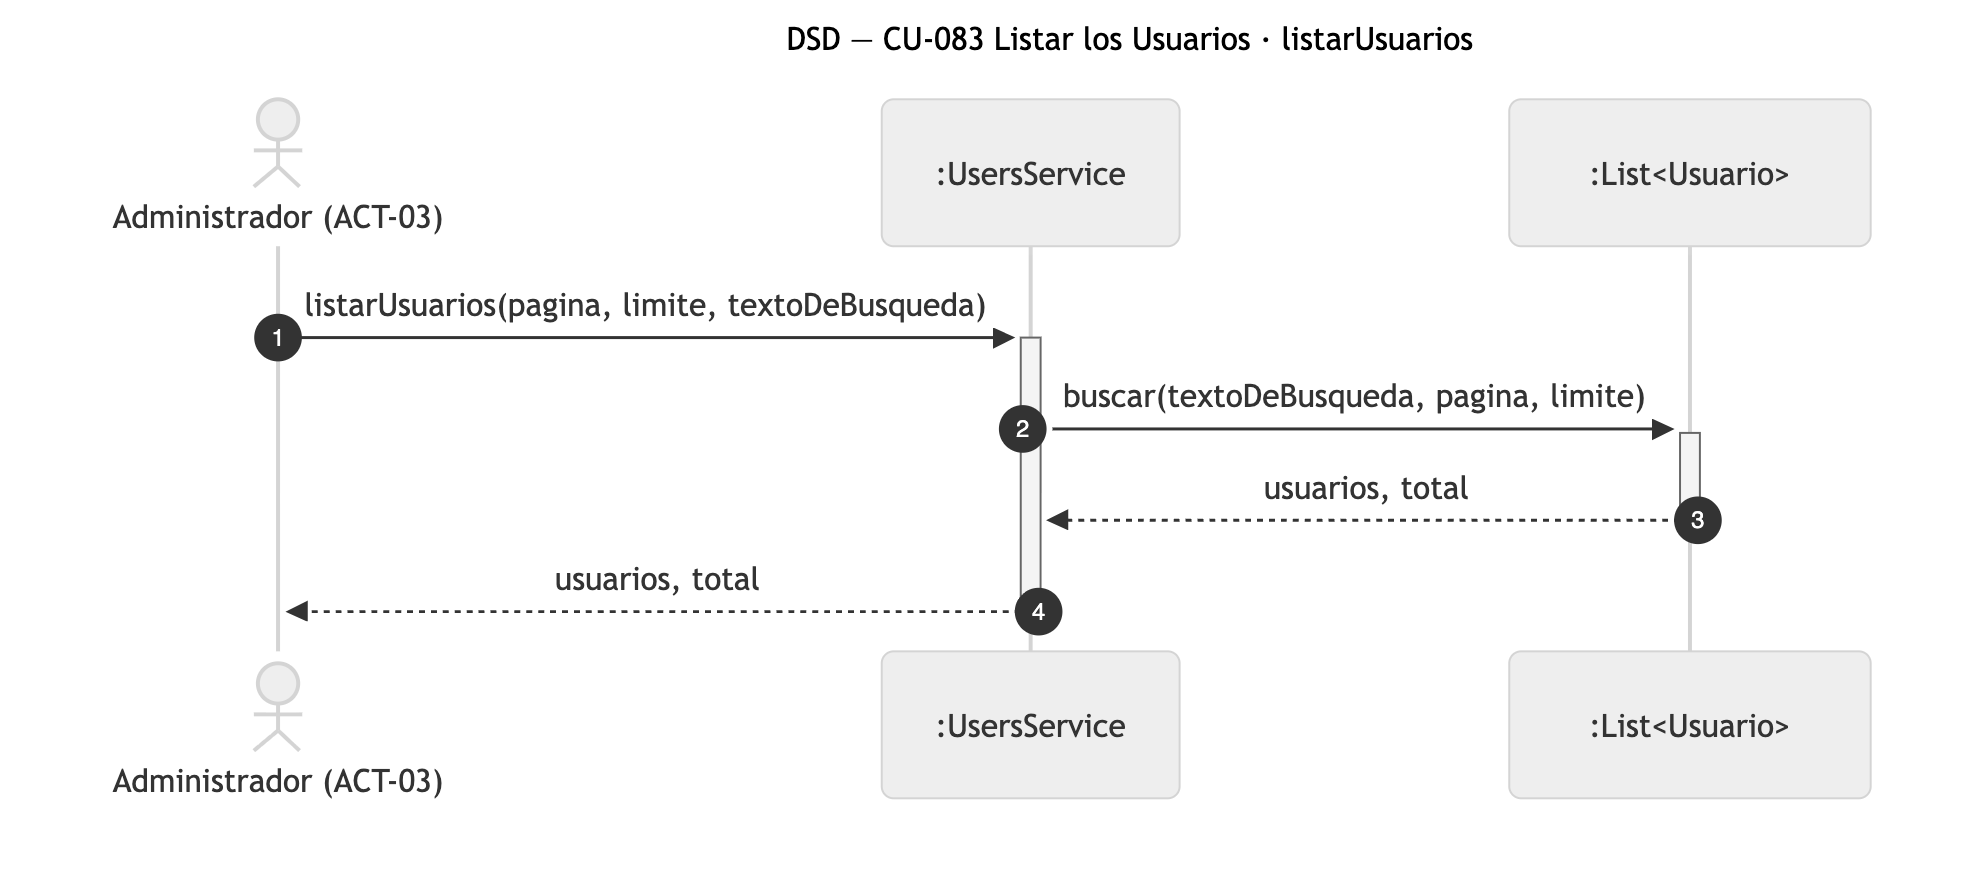 DSD — CU-083 Listar los Usuarios · listarUsuarios
Administrador (ACT-03)
:UsersService
:List<Usuario>
listarUsuarios(pagina, limite, textoDeBusqueda)
1
buscar(textoDeBusqueda, pagina, limite)
2
usuarios, total
3
usuarios, total
4
Administrador (ACT-03)
:UsersService
:List<Usuario>